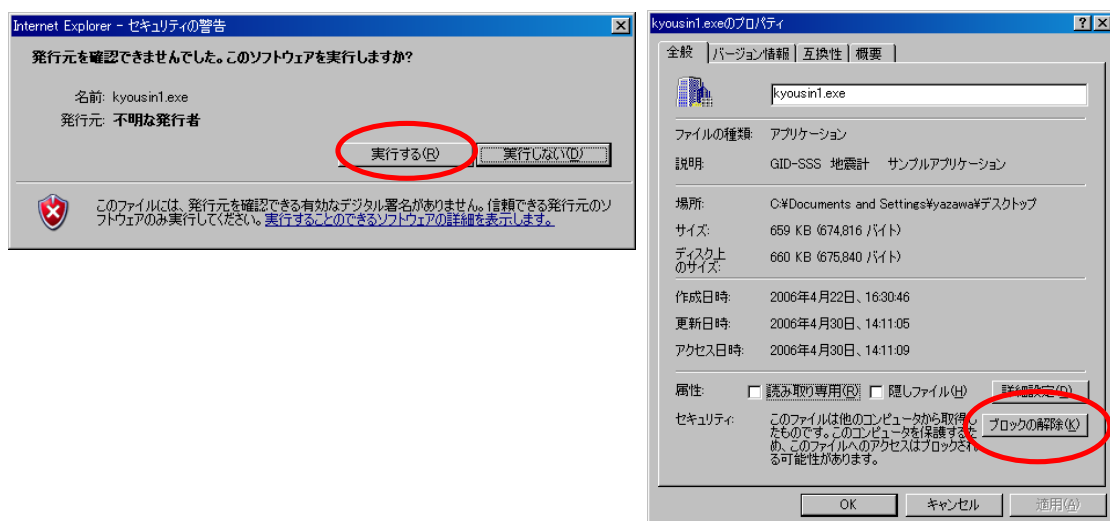 Internet Explorer - セキュリティの警告
発行元を確認できませんでした。このソフトウェアを実行しますか?
名前: kyousin1.exe
発行元: 不明な発行者
実行する(R)
実行しない(D)
このファイルには、発行元を確認できる有効なデジタル署名がありません。信頼できる発行元のソ
フトウェアのみ実行してください。実行することのできるソフトウェアの詳細を表示します。
kyousin1.exeのプロパティ
全般
バージョン情報
互換性
概要
kyousin1.exe
ファイルの種類: アプリケーション
説明: GID-SSS 地震計 サンプルアプリケーション
場所: C:¥Documents and Settings¥yazawa¥デスクトップ
サイズ: 659 KB (674,816 バイト)
ディスク上
のサイズ: 660 KB (675,840 バイト)
作成日時: 2006年4月22日、16:30:46
更新日時: 2006年4月30日、14:11:05
アクセス日時: 2006年4月30日、14:11:09
属性: 読み取り専用(R) 隠しファイル(H) 詳細設定(D)
セキュリティ: このファイルは他のコンピュータから取得し
たものです。このコンピュータを保護するた
め、このファイルへのアクセスはブロックされ
る可能性があります。
ブロックの解除(K)
OK
キャンセル
適用(A)